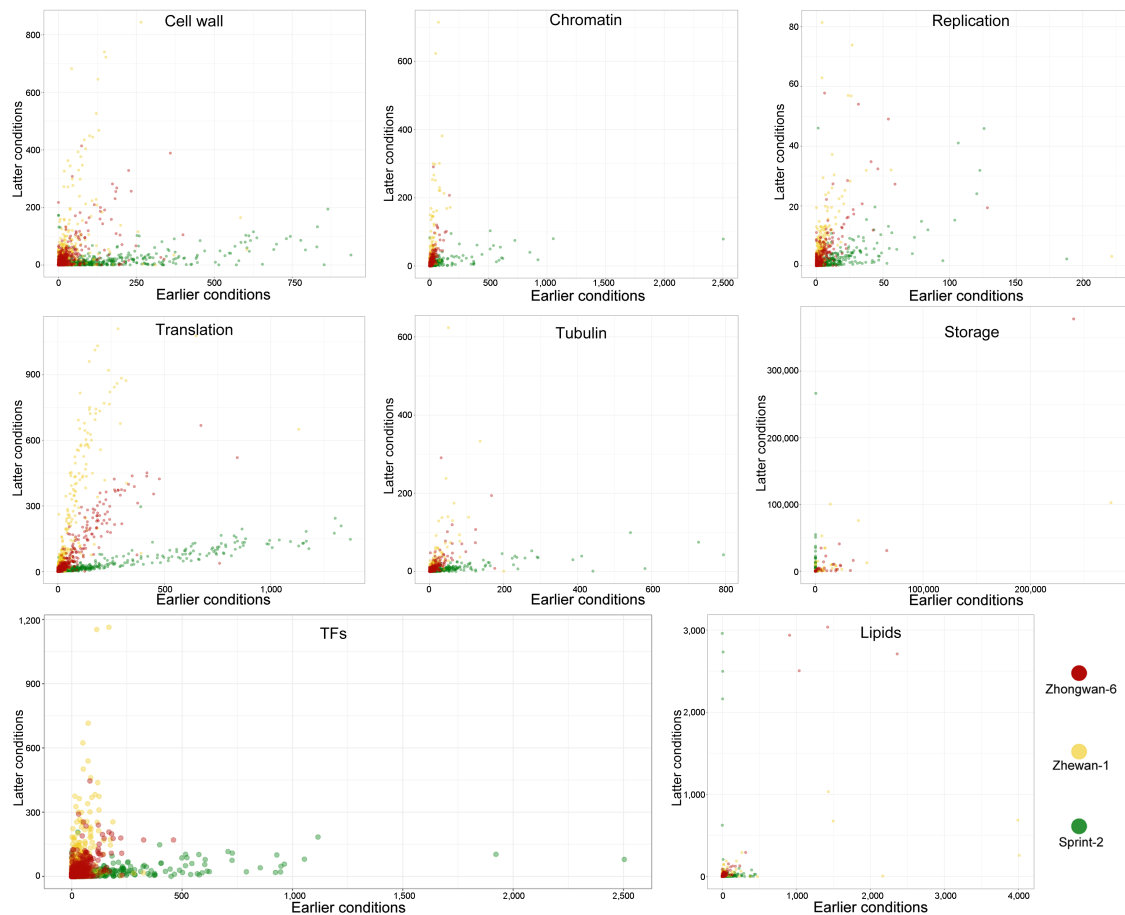 Cell wall
Latter conditions
800
600
400
200
0
0
250
500
750
Earlier conditions
Chromatin
Latter conditions
600
400
200
0
0
500
1,000
1,500
2,000
2,500
Earlier conditions
Replication
Latter conditions
80
60
40
20
0
0
50
100
150
200
Earlier conditions
Translation
Latter conditions
900
600
300
0
0
500
1,000
Earlier conditions
Tubulin
Latter conditions
600
400
200
0
0
200
400
600
800
Earlier conditions
Storage
Latter conditions
300,000
200,000
100,000
0
0
100,000
200,000
Earlier conditions
TFs
Latter conditions
1,200
900
600
300
0
0
500
1,000
1,500
2,000
2,500
Earlier conditions
Lipids
Latter conditions
3,000
2,000
1,000
0
0
1,000
2,000
3,000
4,000
Earlier conditions
Zhongwan-6
Zhewan-1
Sprint-2